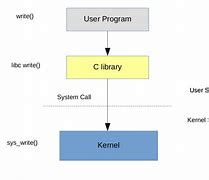 write()
User Program
libc write()
C library
System Call
User S
Kernel
sys_write()
Kernel